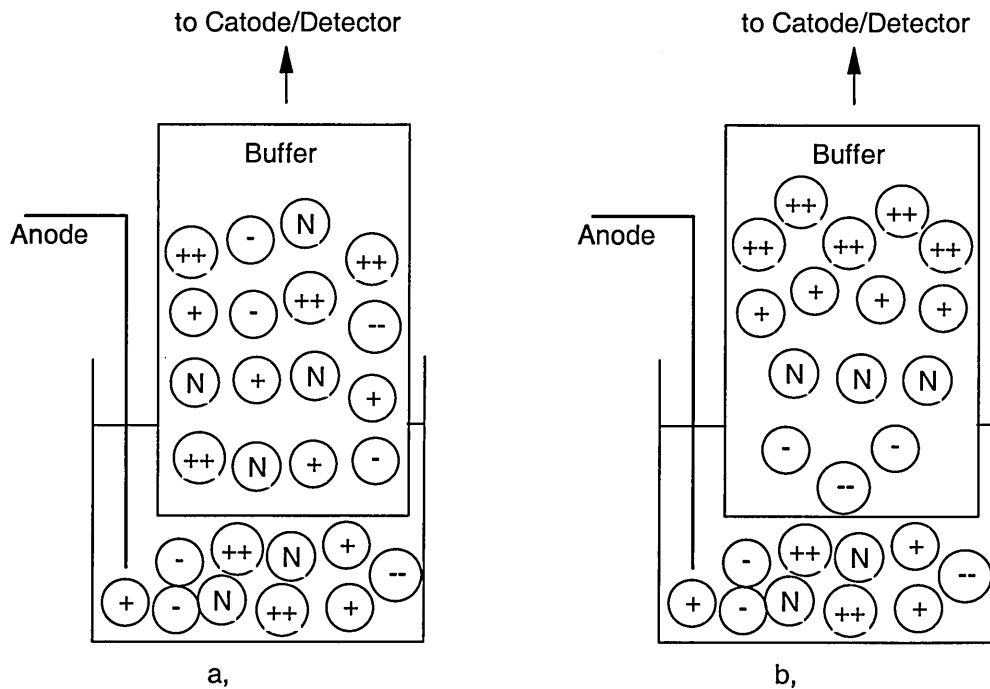 to Catode/Detector
Buffer
Anode
N
-
++
++
++
+
-
--
N
+
N
+
++
N
+
-
++
N
+
-
--
+
-
N
++
+
a,
to Catode/Detector
Buffer
Anode
++
++
++
++
++
+
+
+
+
N
N
N
-
-
--
++
N
+
-
--
+
-
N
++
+
b,